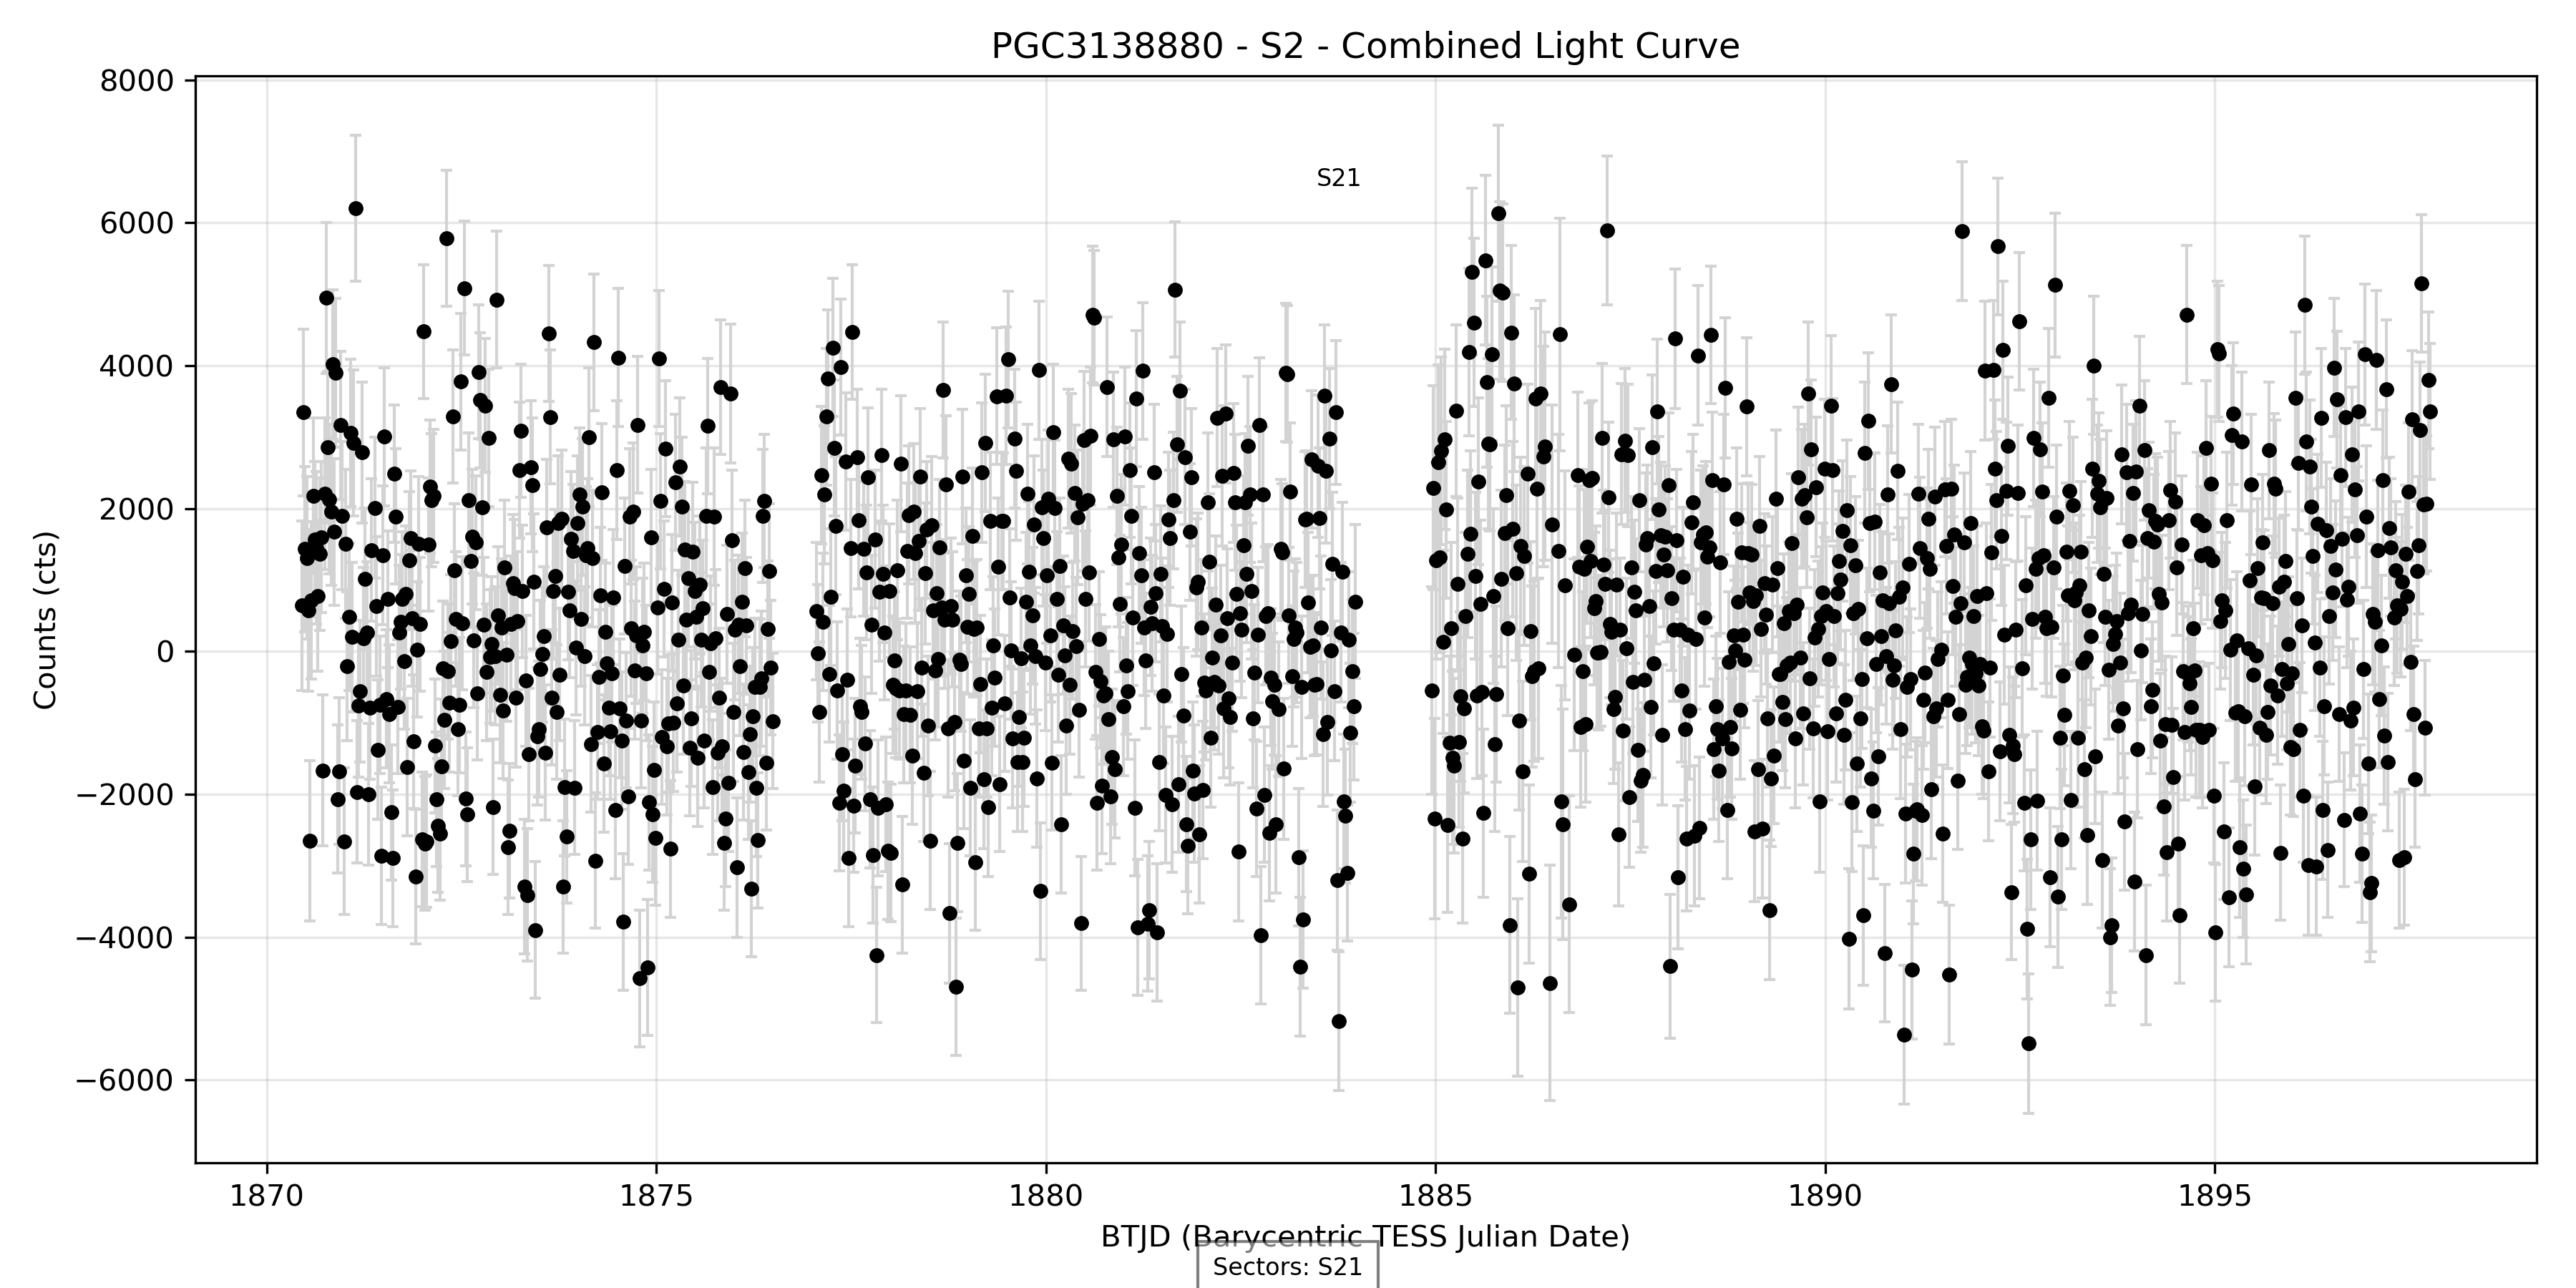 PGC3138880 - S2 - Combined Light Curve
8000
6000
4000
2000
0
−2000
−4000
−6000
Counts (cts)
S21
1870 1875 1880 1885 1890 1895
BTJD (Barycentric TESS Julian Date)
Sectors: S21